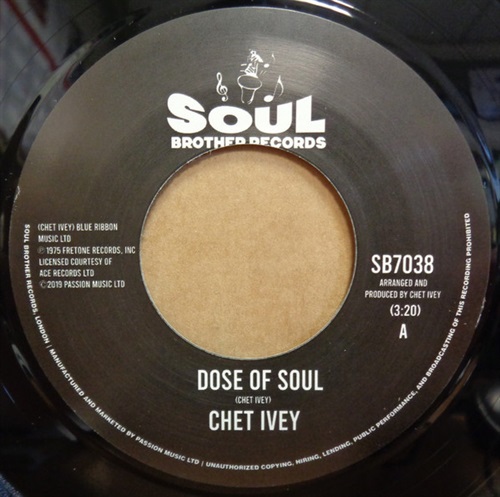 SOUL
BROTHER RECORDS
(CHET IVEY) BLUE RIBBON
MUSIC LTD
℗ 1975 FRETONE RECORDS, INC
LICENSED COURTESY OF
ACE RECORDS LTD
©2019 PASSION MUSIC LTD
SB7038
ARRANGED AND
PRODUCED BY CHET IVEY
(3:20)
A
DOSE OF SOUL
(CHET IVEY)
CHET IVEY
SOUL BROTHER RECORDS, LONDON | MANUFACTURED AND MARKETED BY PASSION MUSIC LTD | UNAUTHORIZED COPYING, HIRING, LENDING, PUBLIC PERFORMANCE, AND BROADCASTING OF THIS RECORDING PROHIBITED